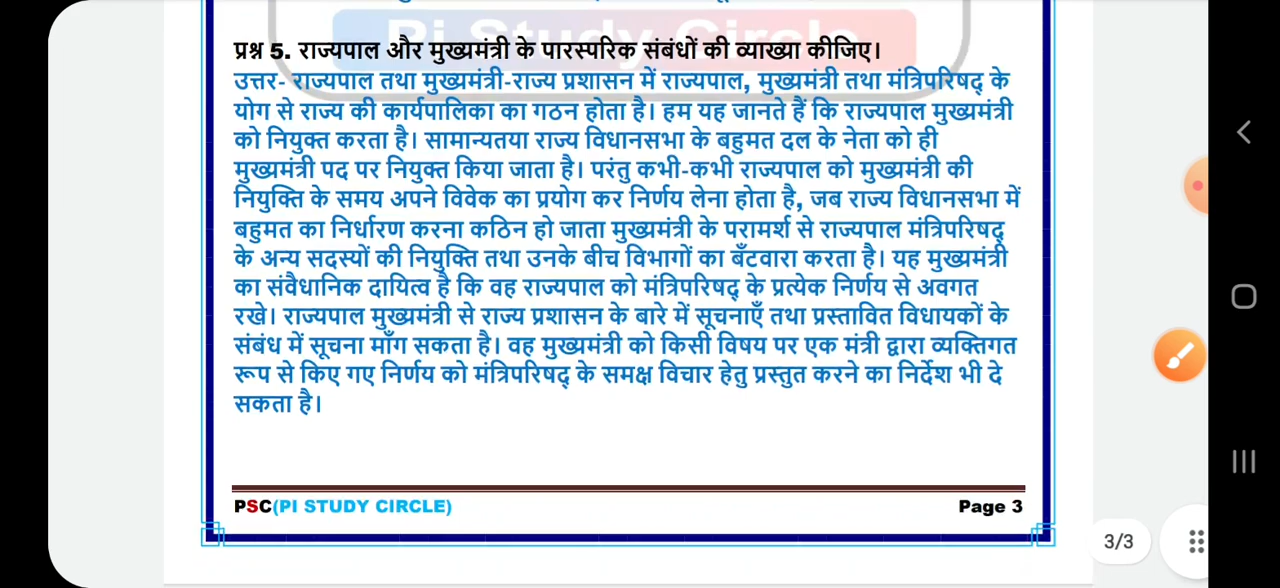 Pi Study Circle
प्रश्न 5. राज्यपाल और मुख्यमंत्री के पारस्परिक संबंधों की व्याख्या कीजिए।
उत्तर- राज्यपाल तथा मुख्यमंत्री-राज्य प्रशासन में राज्यपाल, मुख्यमंत्री तथा मंत्रिपरिषद् के
योग से राज्य की कार्यपालिका का गठन होता है। हम यह जानते हैं कि राज्यपाल मुख्यमंत्री
को नियुक्त करता है। सामान्यतया राज्य विधानसभा के बहुमत दल के नेता को ही
मुख्यमंत्री पद पर नियुक्त किया जाता है। परंतु कभी-कभी राज्यपाल को मुख्यमंत्री की
नियुक्ति के समय अपने विवेक का प्रयोग कर निर्णय लेना होता है, जब राज्य विधानसभा में
बहुमत का निर्धारण करना कठिन हो जाता मुख्यमंत्री के परामर्श से राज्यपाल मंत्रिपरिषद्
के अन्य सदस्यों की नियुक्ति तथा उनके बीच विभागों का बँटवारा करता है। यह मुख्यमंत्री
का संवैधानिक दायित्व है कि वह राज्यपाल को मंत्रिपरिषद् के प्रत्येक निर्णय से अवगत
रखे। राज्यपाल मुख्यमंत्री से राज्य प्रशासन के बारे में सूचनाएँ तथा प्रस्तावित विधायकों के
संबंध में सूचना माँग सकता है। वह मुख्यमंत्री को किसी विषय पर एक मंत्री द्वारा व्यक्तिगत
रूप से किए गए निर्णय को मंत्रिपरिषद् के समक्ष विचार हेतु प्रस्तुत करने का निर्देश भी दे
सकता है।
PSC(PI STUDY CIRCLE) Page 3
3/3